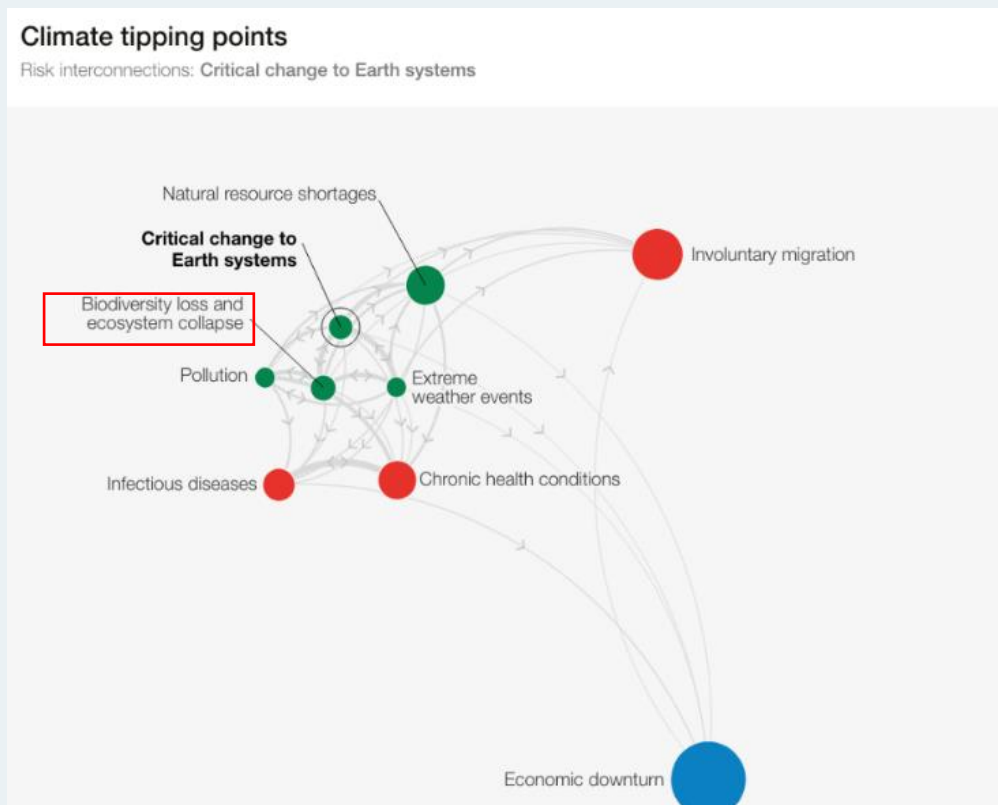 Climate tipping points
Risk interconnections: Critical change to Earth systems
Natural resource shortages
Critical change to
Earth systems
Involuntary migration
Biodiversity loss and
ecosystem collapse
Pollution
Extreme
weather events
Infectious diseases
Chronic health conditions
Economic downturn